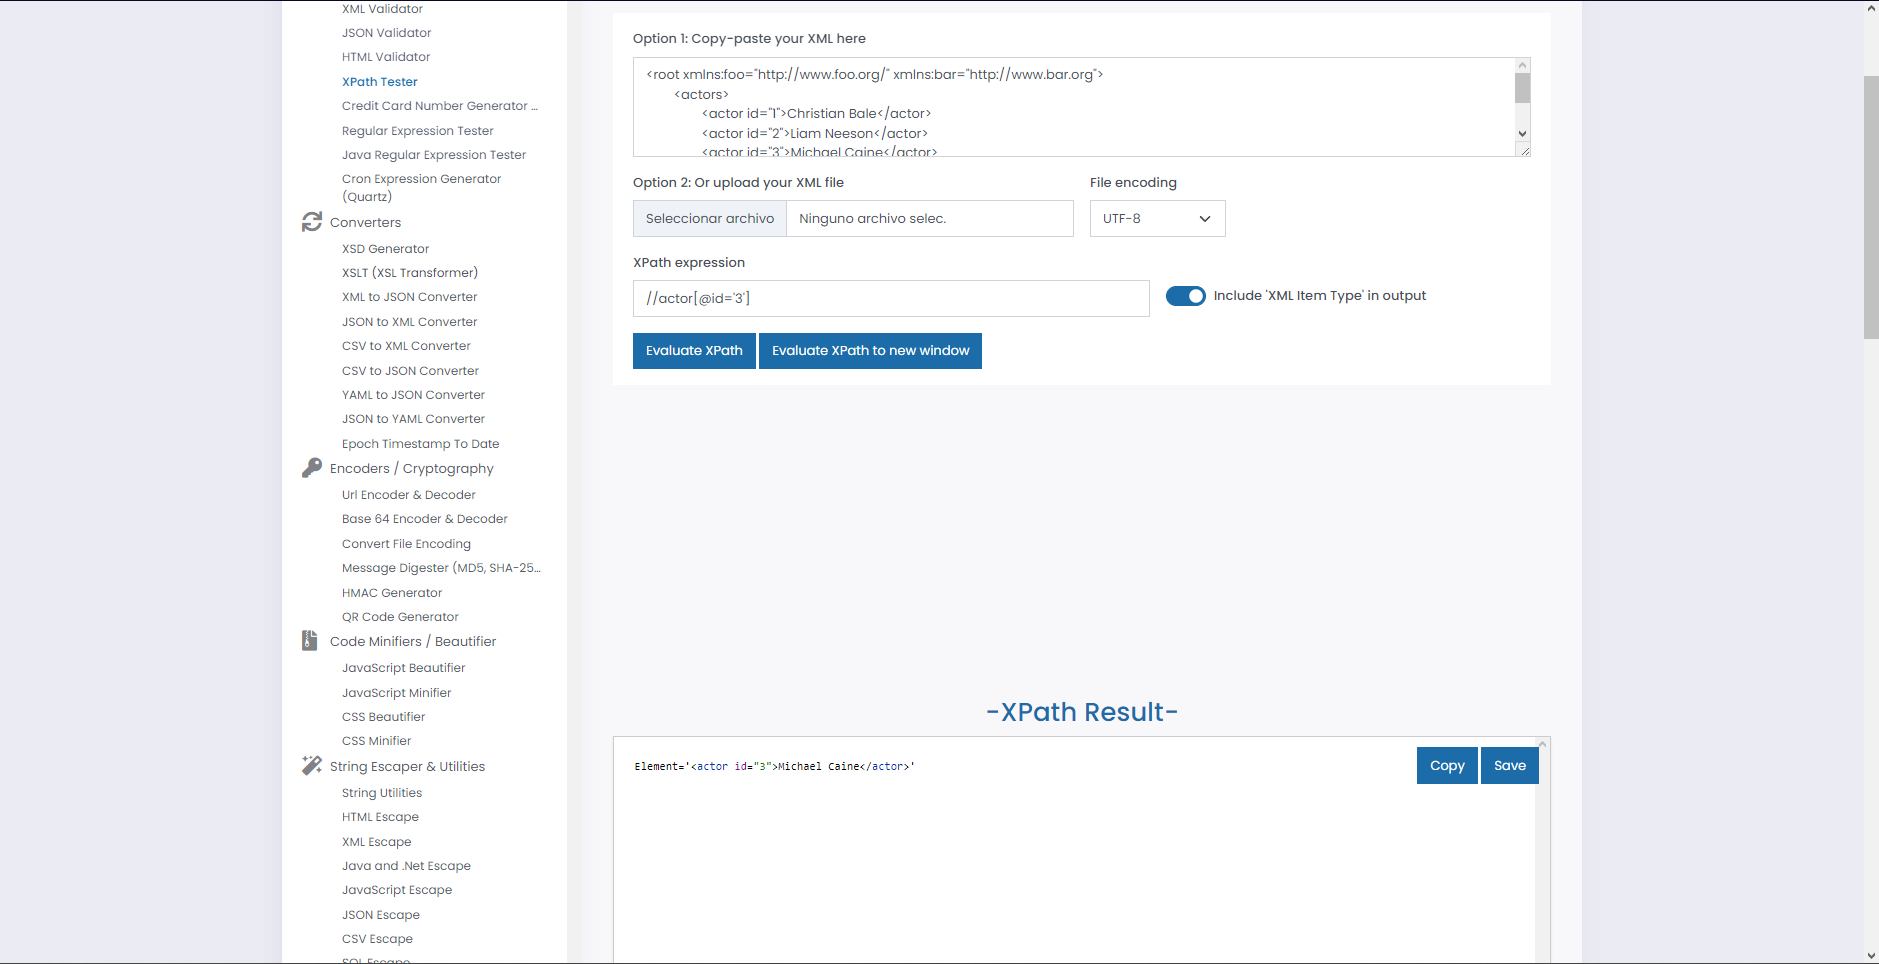 XML Validator
JSON Validator
HTML Validator
XPath Tester
Credit Card Number Generator ...
Regular Expression Tester
Java Regular Expression Tester
Cron Expression Generator
(Quartz)
Converters
XSD Generator
XSLT (XSL Transformer)
XML to JSON Converter
JSON to XML Converter
CSV to XML Converter
CSV to JSON Converter
YAML to JSON Converter
JSON to YAML Converter
Epoch Timestamp To Date
Encoders / Cryptography
Url Encoder & Decoder
Base 64 Encoder & Decoder
Convert File Encoding
Message Digester (MD5, SHA-25...
HMAC Generator
QR Code Generator
Code Minifiers / Beautifier
JavaScript Beautifier
JavaScript Minifier
CSS Beautifier
CSS Minifier
String Escaper & Utilities
String Utilities
HTML Escape
XML Escape
Java and .Net Escape
JavaScript Escape
JSON Escape
CSV Escape
SQL Escape
Option 1: Copy-paste your XML here
<root xmlns:foo="http://www.foo.org/" xmlns:bar="http://www.bar.org">
<actors>
<actor id="1">Christian Bale</actor>
<actor id="2">Liam Neeson</actor>
<actor id="3">Michael Caine</actor>
Option 2: Or upload your XML file
File encoding
Seleccionar archivo Ninguno archivo selec.
UTF-8
XPath expression
//actor[@id='3']
Include 'XML Item Type' in output
Evaluate XPath
Evaluate XPath to new window
-XPath Result-
Element='<actor id="3">Michael Caine</actor>'
Copy
Save